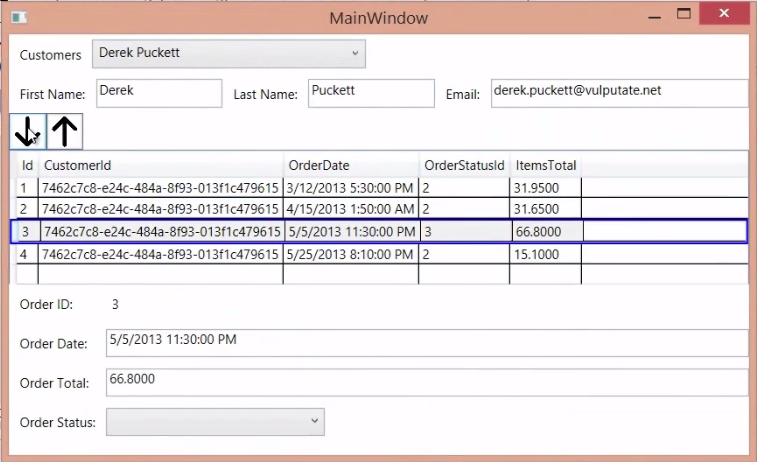 MainWindow
Customers Derek Puckett
First Name: Derek Last Name: Puckett Email: derek.puckett@vulputate.net
Id CustomerId OrderDate OrderStatusId ItemsTotal
1 7462c7c8-e24c-484a-8f93-013f1c479615 3/12/2013 5:30:00 PM 2 31.9500
2 7462c7c8-e24c-484a-8f93-013f1c479615 4/15/2013 1:50:00 AM 2 31.6500
3 7462c7c8-e24c-484a-8f93-013f1c479615 5/5/2013 11:30:00 PM 3 66.8000
4 7462c7c8-e24c-484a-8f93-013f1c479615 5/25/2013 8:10:00 PM 2 15.1000
Order ID: 3
Order Date: 5/5/2013 11:30:00 PM
Order Total: 66.8000
Order Status: